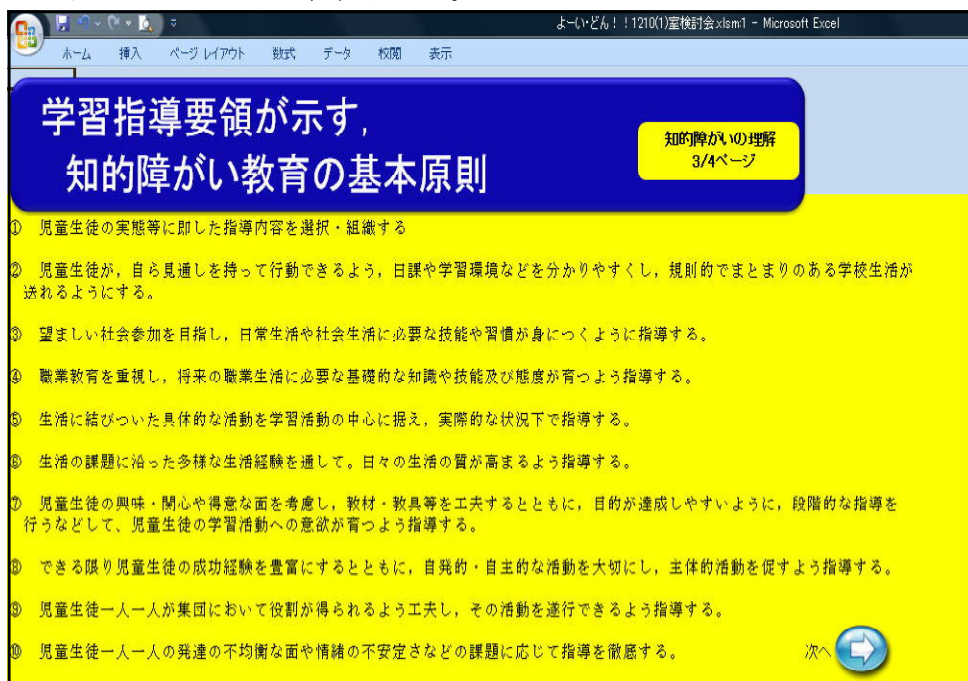 よーい・どん！！1210(1)室検討会.xlsm:1 - Microsoft Excel
ホーム 挿入 ページ レイアウト 数式 データ 校閲 表示
学習指導要領が示す，
知的障がい教育の基本原則
知的障がいの理解
3/4ページ
① 児童生徒の実態等に即した指導内容を選択・組織する
② 児童生徒が，自ら見通しを持って行動できるよう，日課や学習環境などを分かりやすくし，規則的でまとまりのある学校生活が
送れるようにする。
③ 望ましい社会参加を目指し，日常生活や社会生活に必要な技能や習慣が身につくように指導する。
④ 職業教育を重視し，将来の職業生活に必要な基礎的な知識や技能及び態度が育つよう指導する。
⑤ 生活に結びついた具体的な活動を学習活動の中心に据え，実際的な状況下で指導する。
⑥ 生活の課題に沿った多様な生活経験を通して。日々の生活の質が高まるよう指導する。
⑦ 児童生徒の興味・関心や得意な面を考慮し，教材・教具等を工夫するとともに，目的が達成しやすいように，段階的な指導を
行うなどして、児童生徒の学習活動への意欲が育つよう指導する。
⑧ できる限り児童生徒の成功経験を豊富にするとともに，自発的・自主的な活動を大切にし，主体的活動を促すよう指導する。
⑨ 児童生徒一人一人が集団において役割が得られるよう工夫し，その活動を遂行できるよう指導する。
⑩ 児童生徒一人一人の発達の不均衡な面や情緒の不安定さなどの課題に応じて指導を徹底する。
次へ